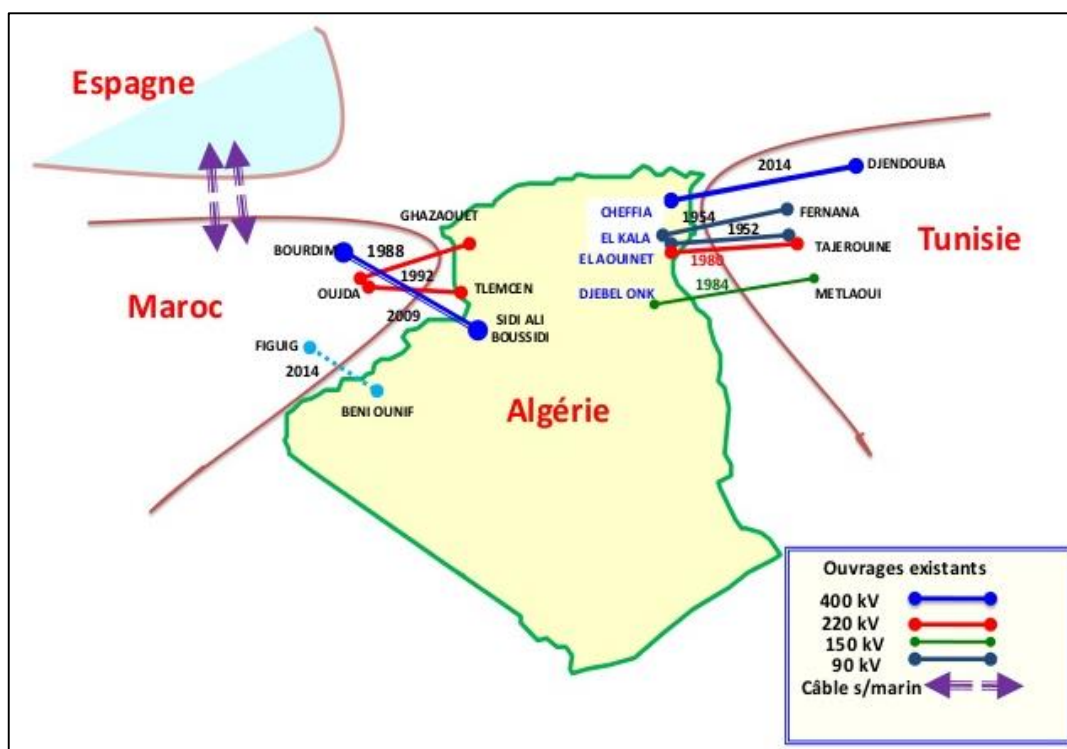 Espagne
GHAZAOUET
BOURDIM
1988
1992
OUJDA
TLEMCEN
Maroc
2009
SIDI ALI
BOUSSIDI
FIGUIG
2014
BENI OUNIF
Algérie
2014
DJENDOUBA
CHEFFIA
1954
FERNANA
EL KALA
1952
Tunisie
TAJEROUINE
EL AOUINET
1980
DJEBEL ONK
1984
METLAOUI
Ouvrages existants
400 kV
220 kV
150 kV
90 kV
Câble s/marin